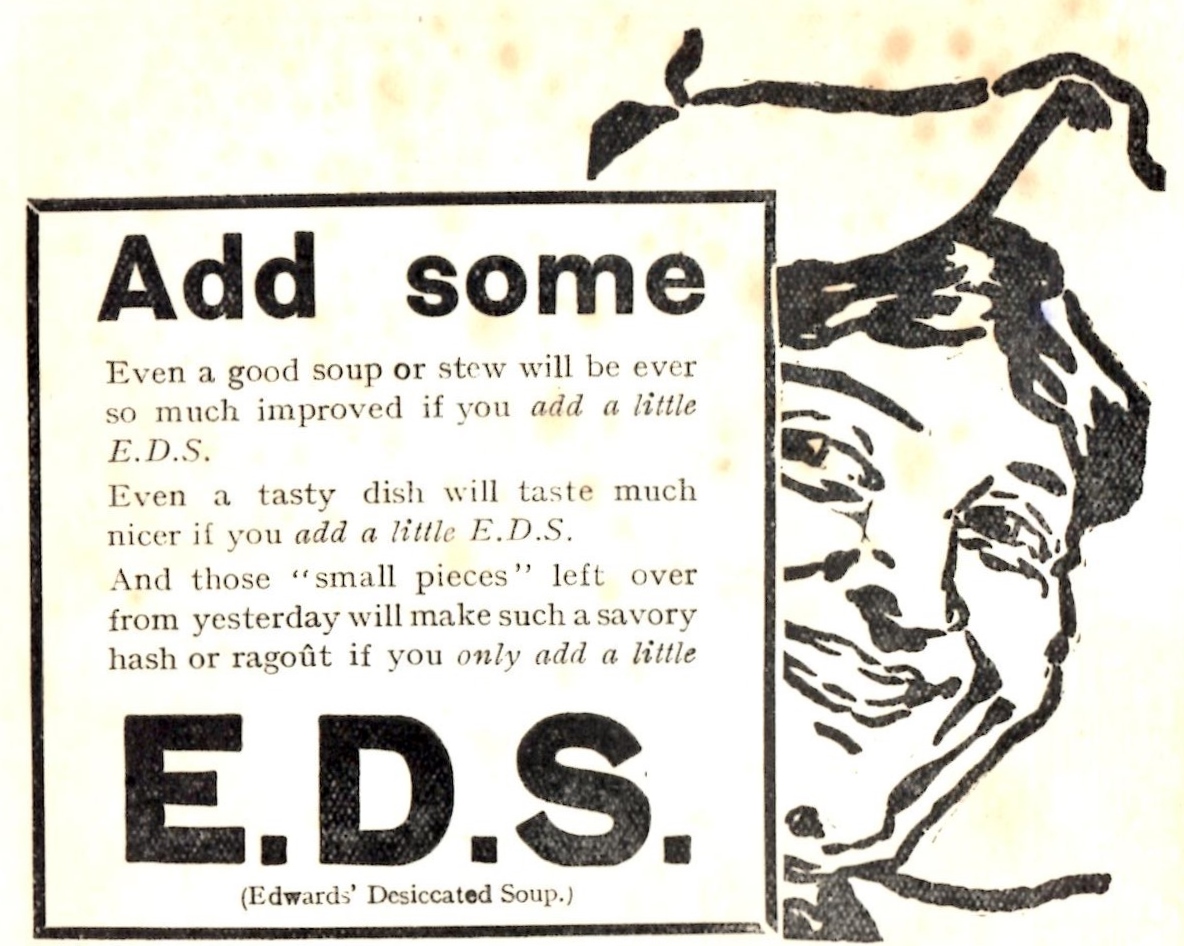 Add some
Even a good soup or stew will be ever
so much improved if you add a little
E.D.S.
Even a tasty dish will taste much
nicer if you add a little E.D.S.
And those “small pieces” left over
from yesterday will make such a savory
hash or ragoût if you only add a little
E.D.S.
(Edwards’ Desiccated Soup.)